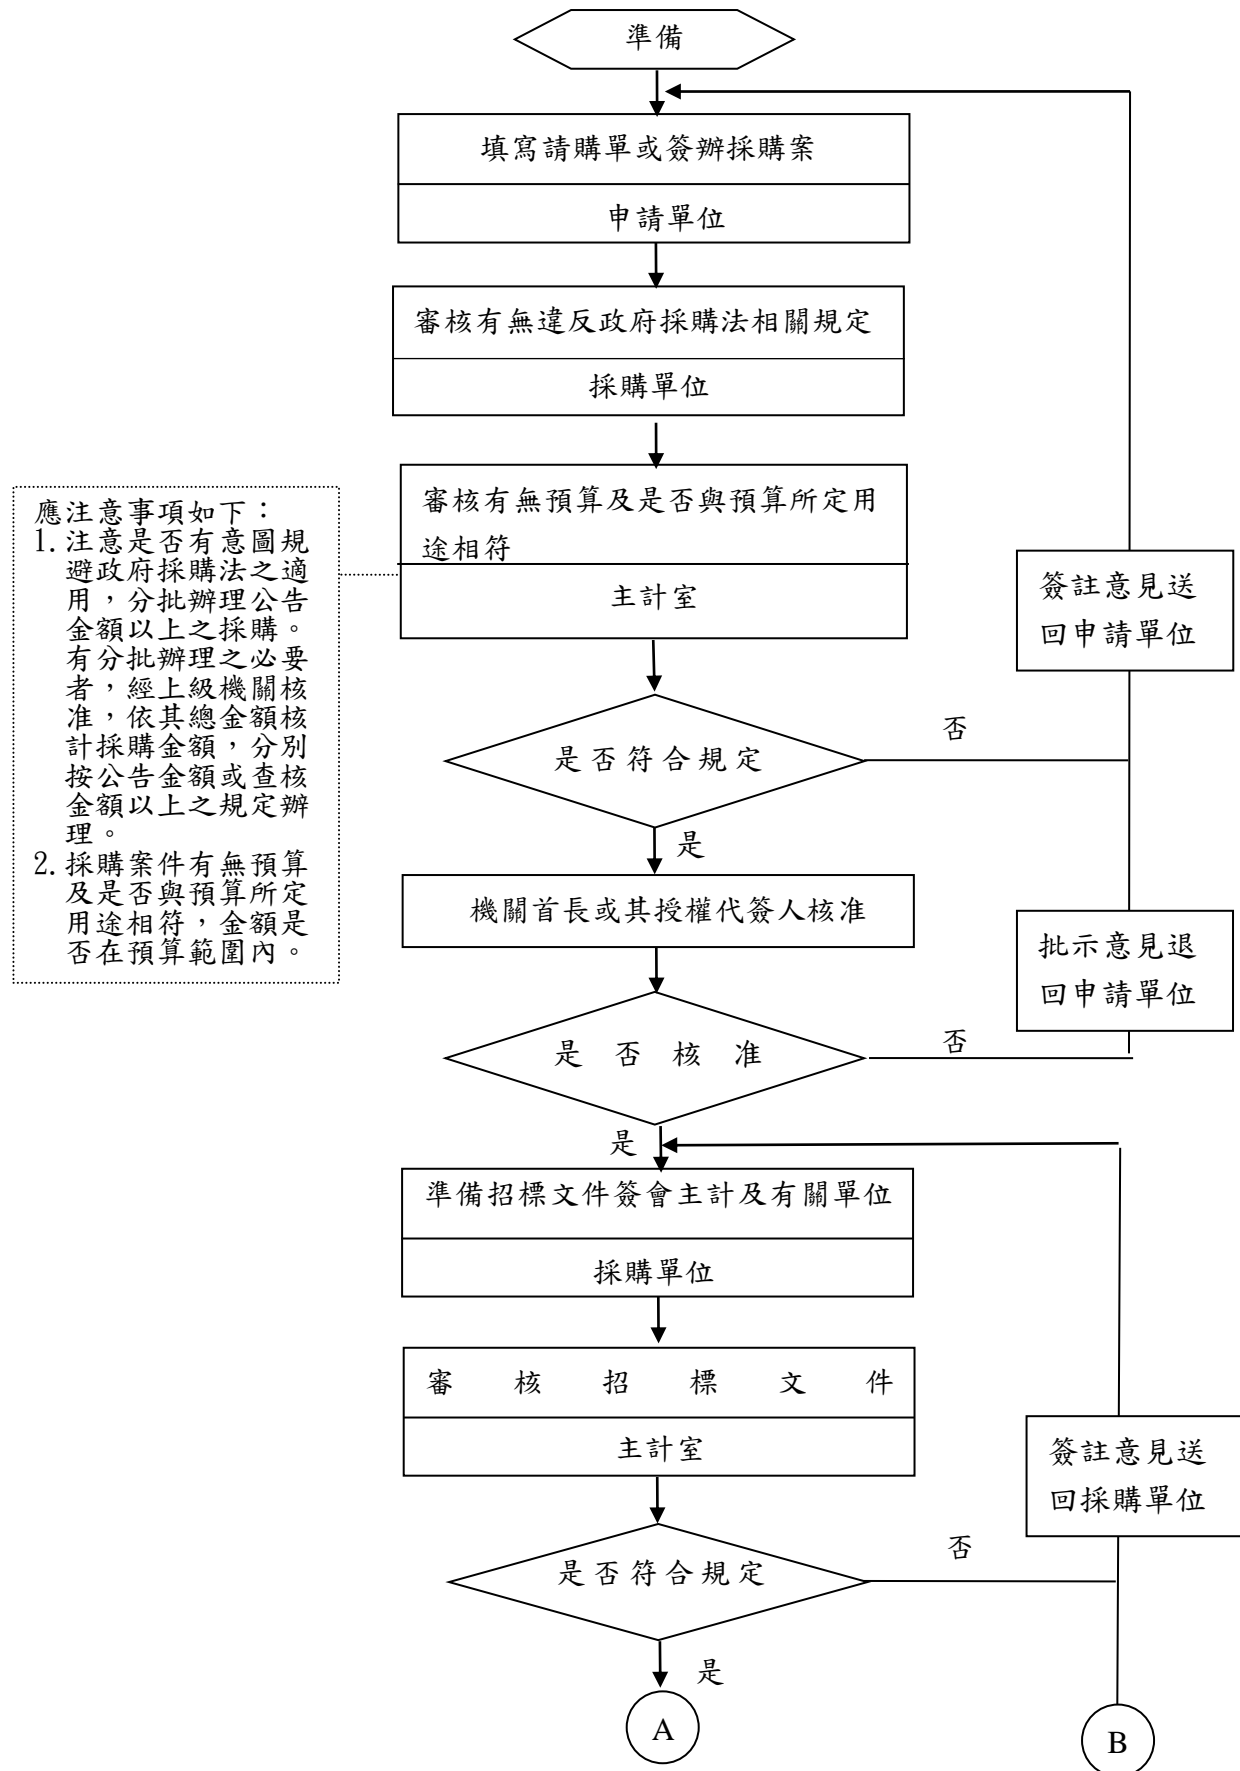 準備
填寫請購單或簽辦採購案
申請單位
審核有無違反政府採購法相關規定
採購單位
審核有無預算及是否與預算所定用
途相符
主計室
應注意事項如下：
1.注意是否有意圖規
避政府採購法之適
用，分批辦理公告
金額以上之採購。
有分批辦理之必要
者，經上級機關核
准，依其總金額核
計採購金額，分別
按公告金額或查核
金額以上之規定辦
理。
2.採購案件有無預算
及是否與預算所定
用途相符，金額是
否在預算範圍內。
簽註意見送
回申請單位
是否符合規定
否
是
機關首長或其授權代簽人核准
批示意見退
回申請單位
是否核准
否
是
準備招標文件簽會主計及有關單位
採購單位
審核招標文件
主計室
簽註意見送
回採購單位
是否符合規定
否
是
A
B